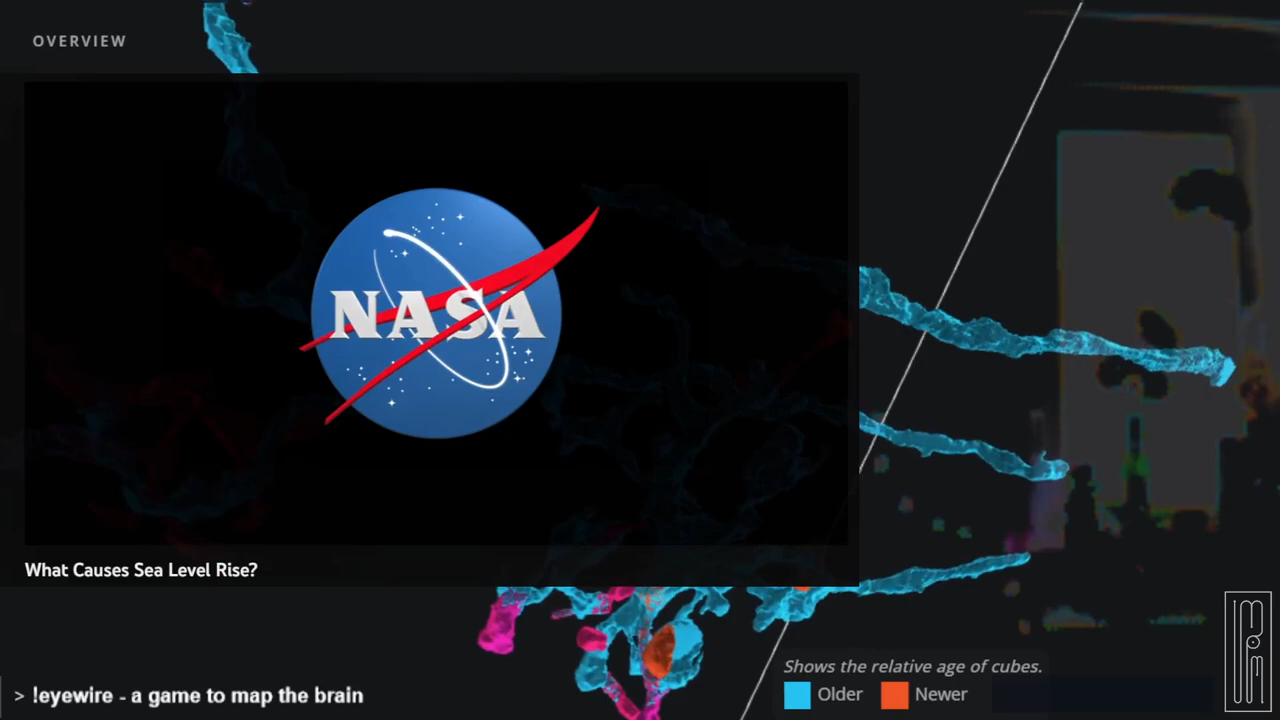 OVERVIEW
NASA
What Causes Sea Level Rise?
Shows the relative age of cubes.
Older Newer
> !eyewire - a game to map the brain